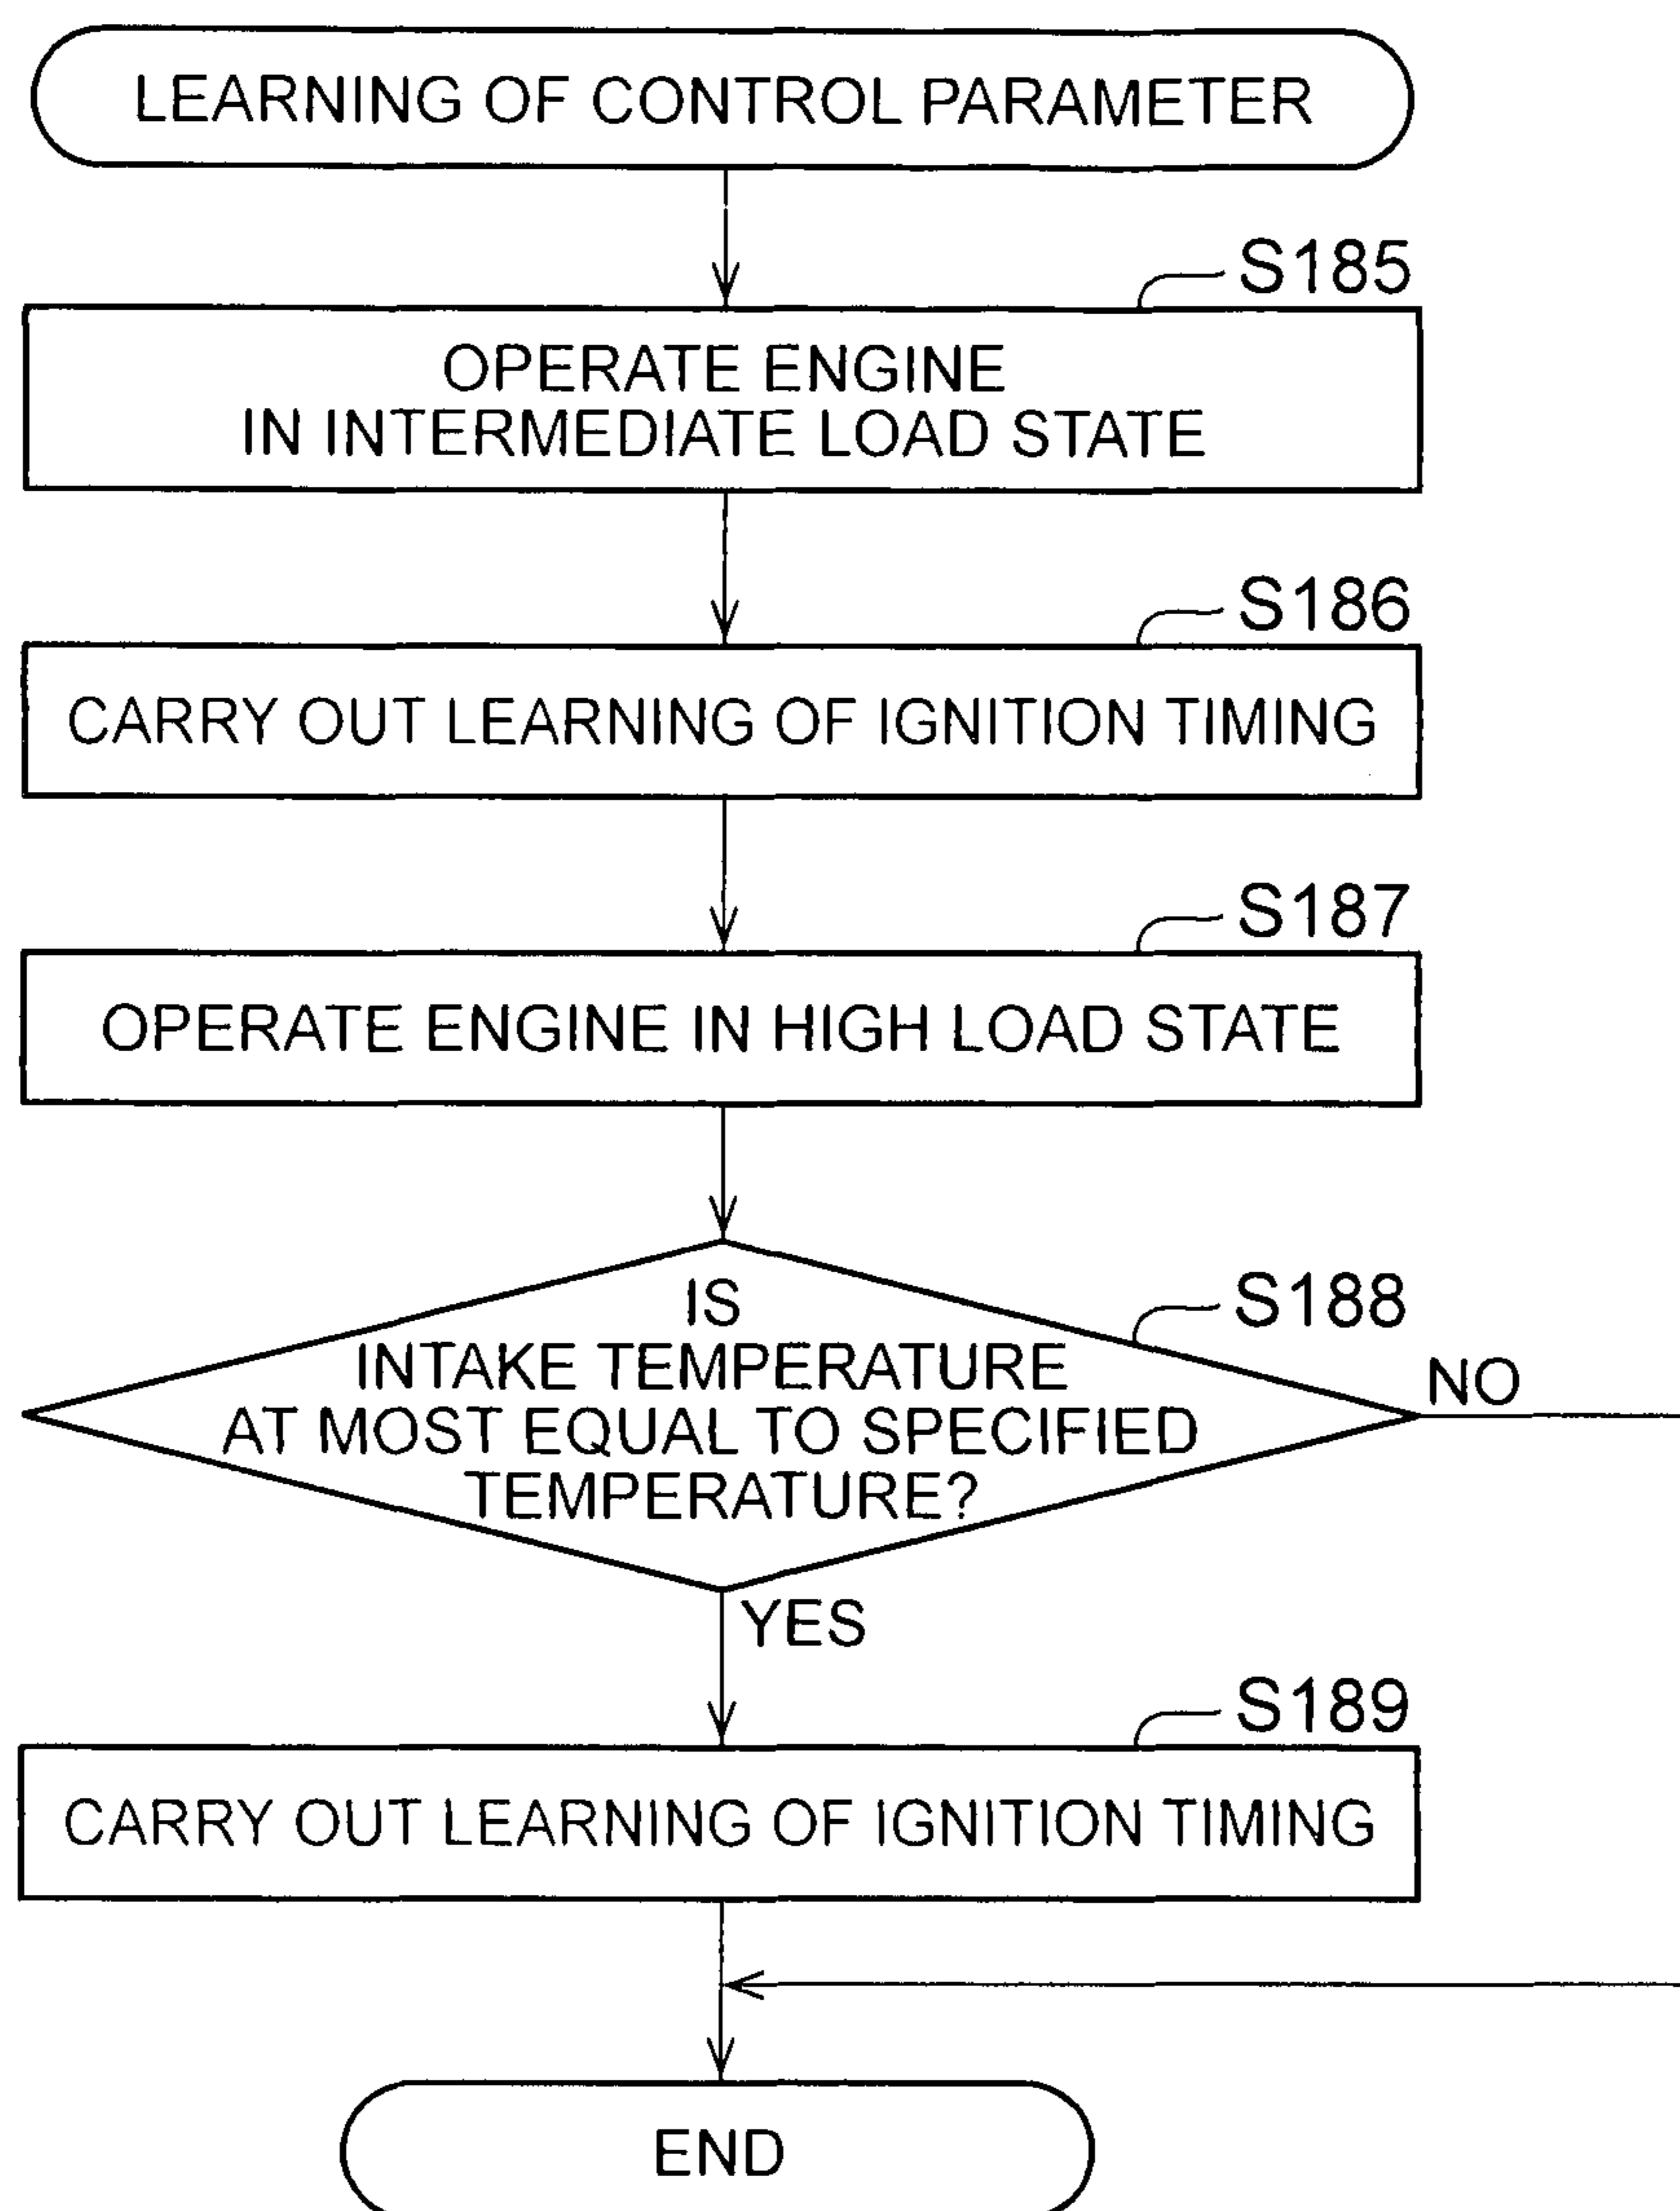 LEARNING OF CONTROL PARAMETER
S185
OPERATE ENGINE
IN INTERMEDIATE LOAD STATE
S186
CARRY OUT LEARNING OF IGNITION TIMING
S187
OPERATE ENGINE IN HIGH LOAD STATE
S188
IS
INTAKE TEMPERATURE
AT MOST EQUAL TO SPECIFIED
TEMPERATURE?
NO
YES
S189
CARRY OUT LEARNING OF IGNITION TIMING
END